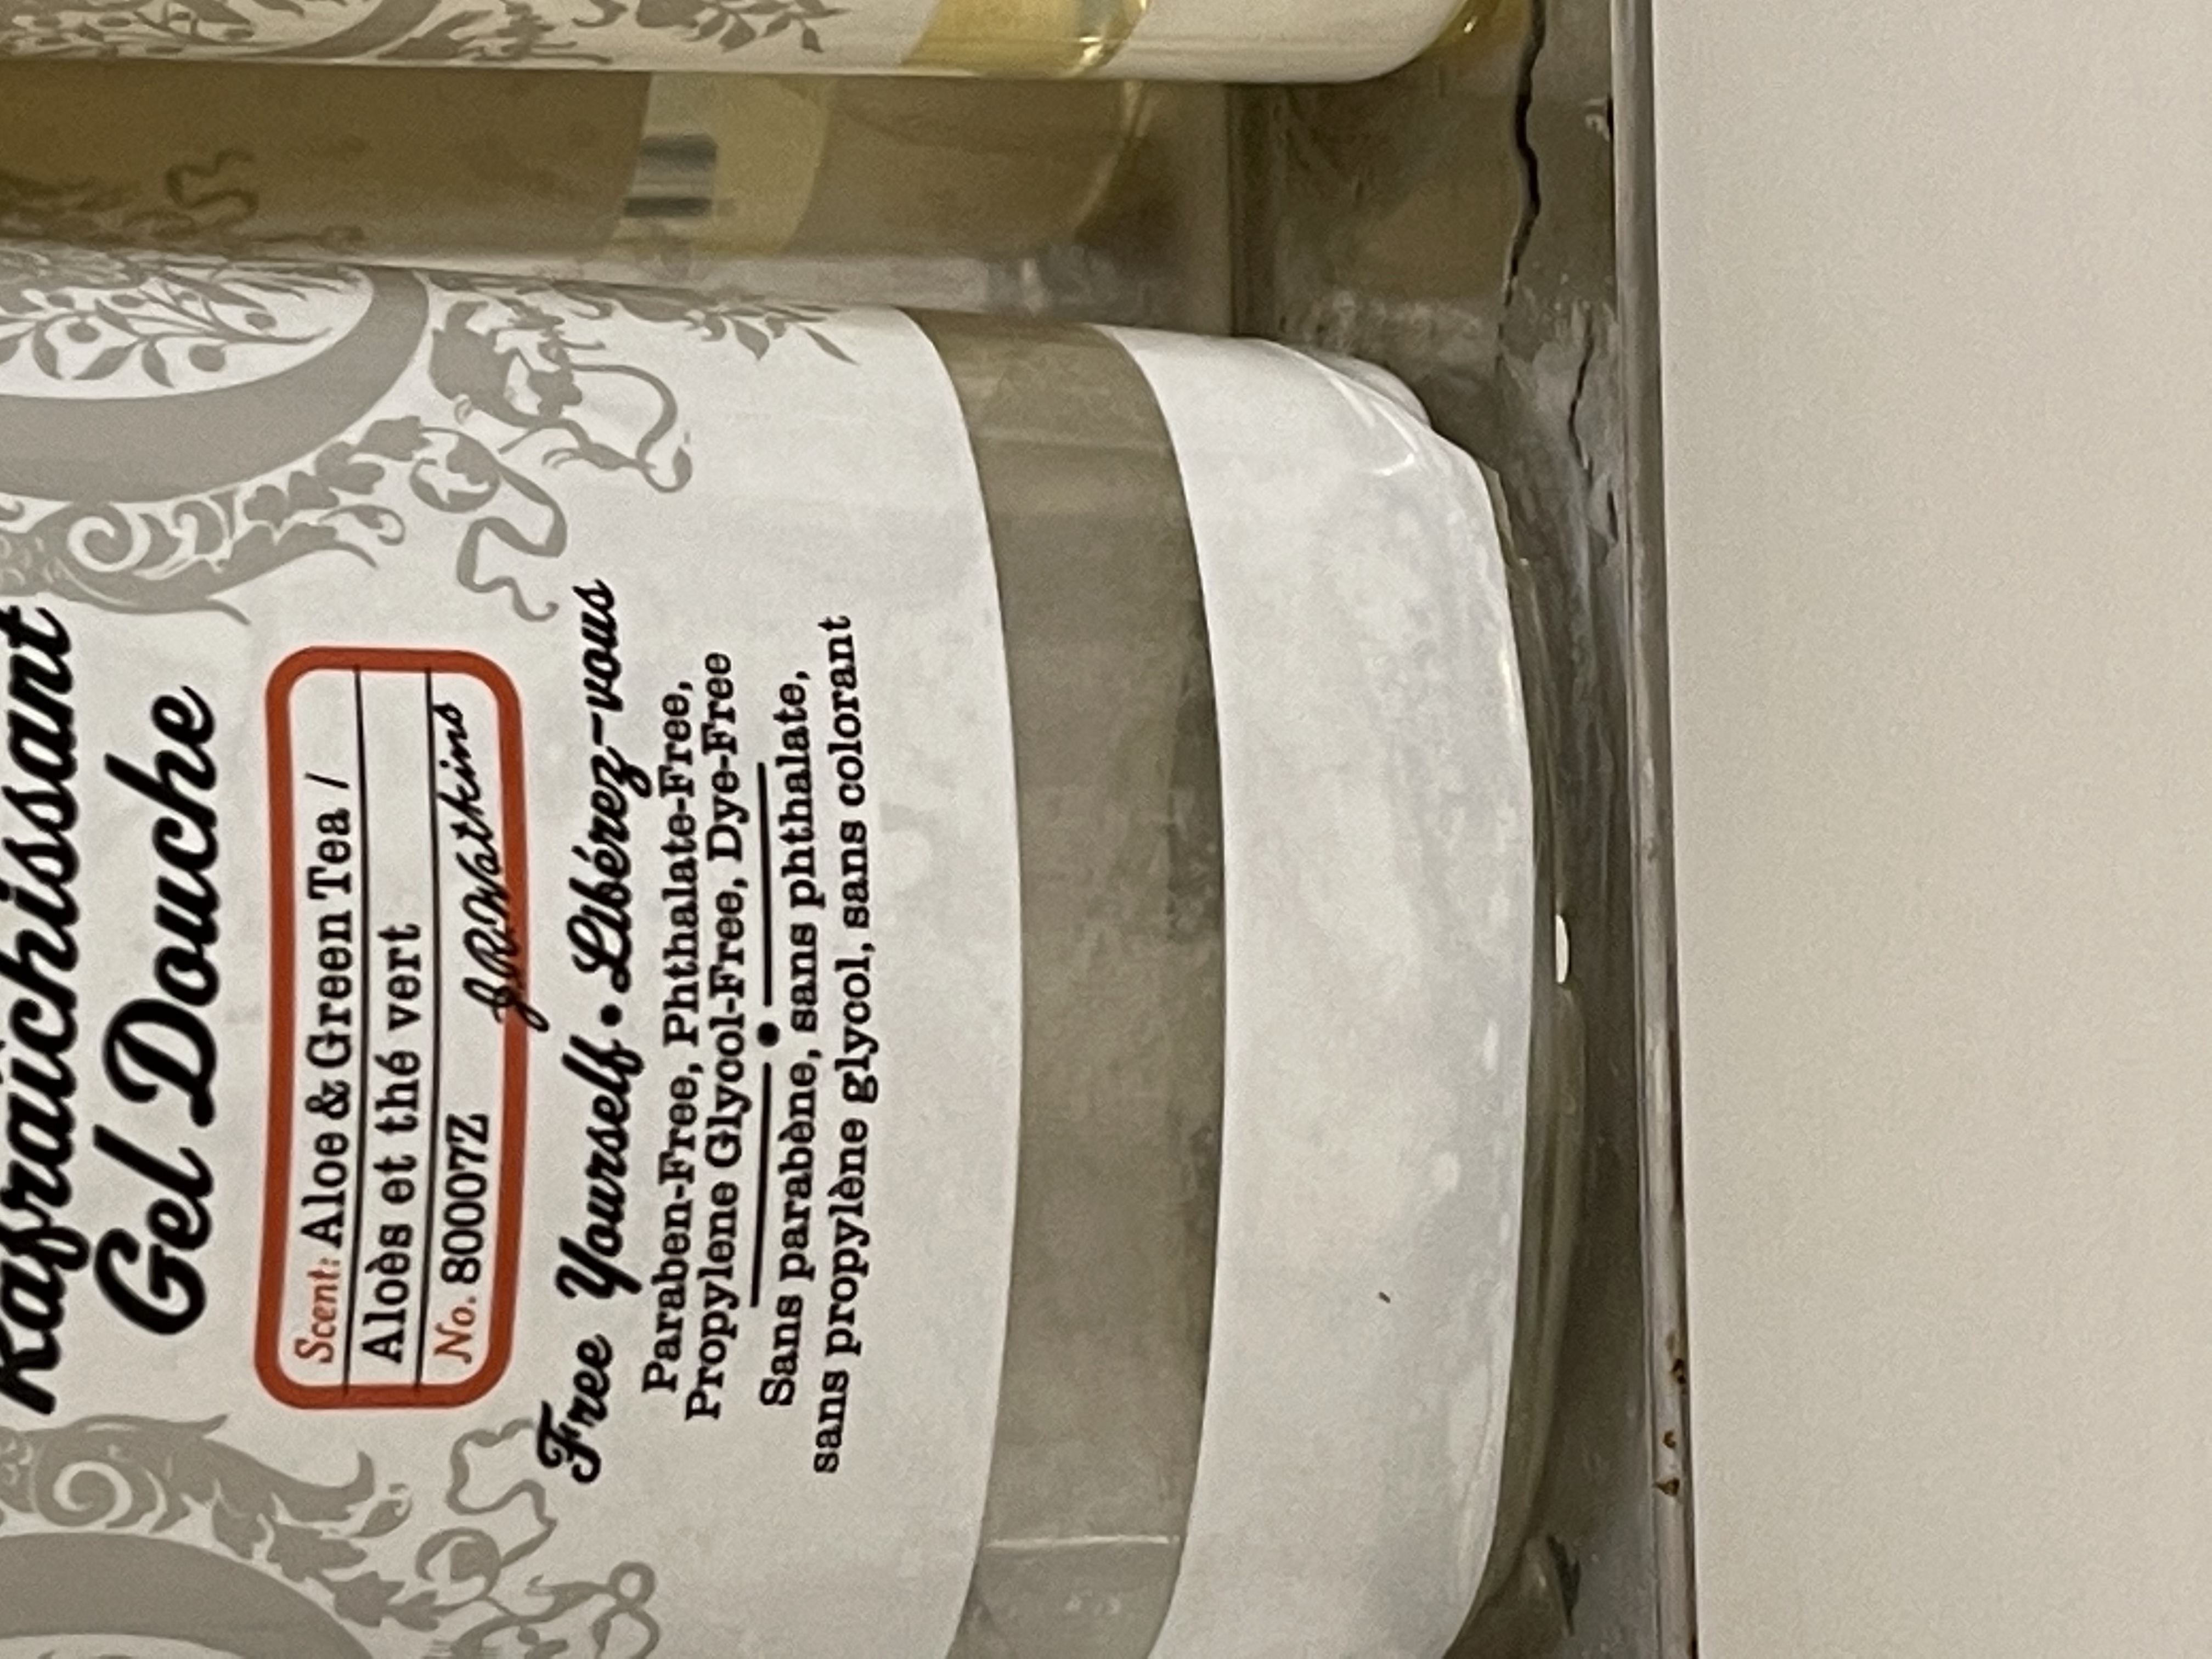 Rafraîchissant
Gel Douche
Scent: Aloe & Green Tea /
Aloès et thé vert
No. 80007Z J.R.Watkins
Free Yourself • Libérez-vous
Paraben-Free, Phthalate-Free,
Propylene Glycol-Free, Dye-Free
Sans parabène, sans phthalate,
sans propylène glycol, sans colorant